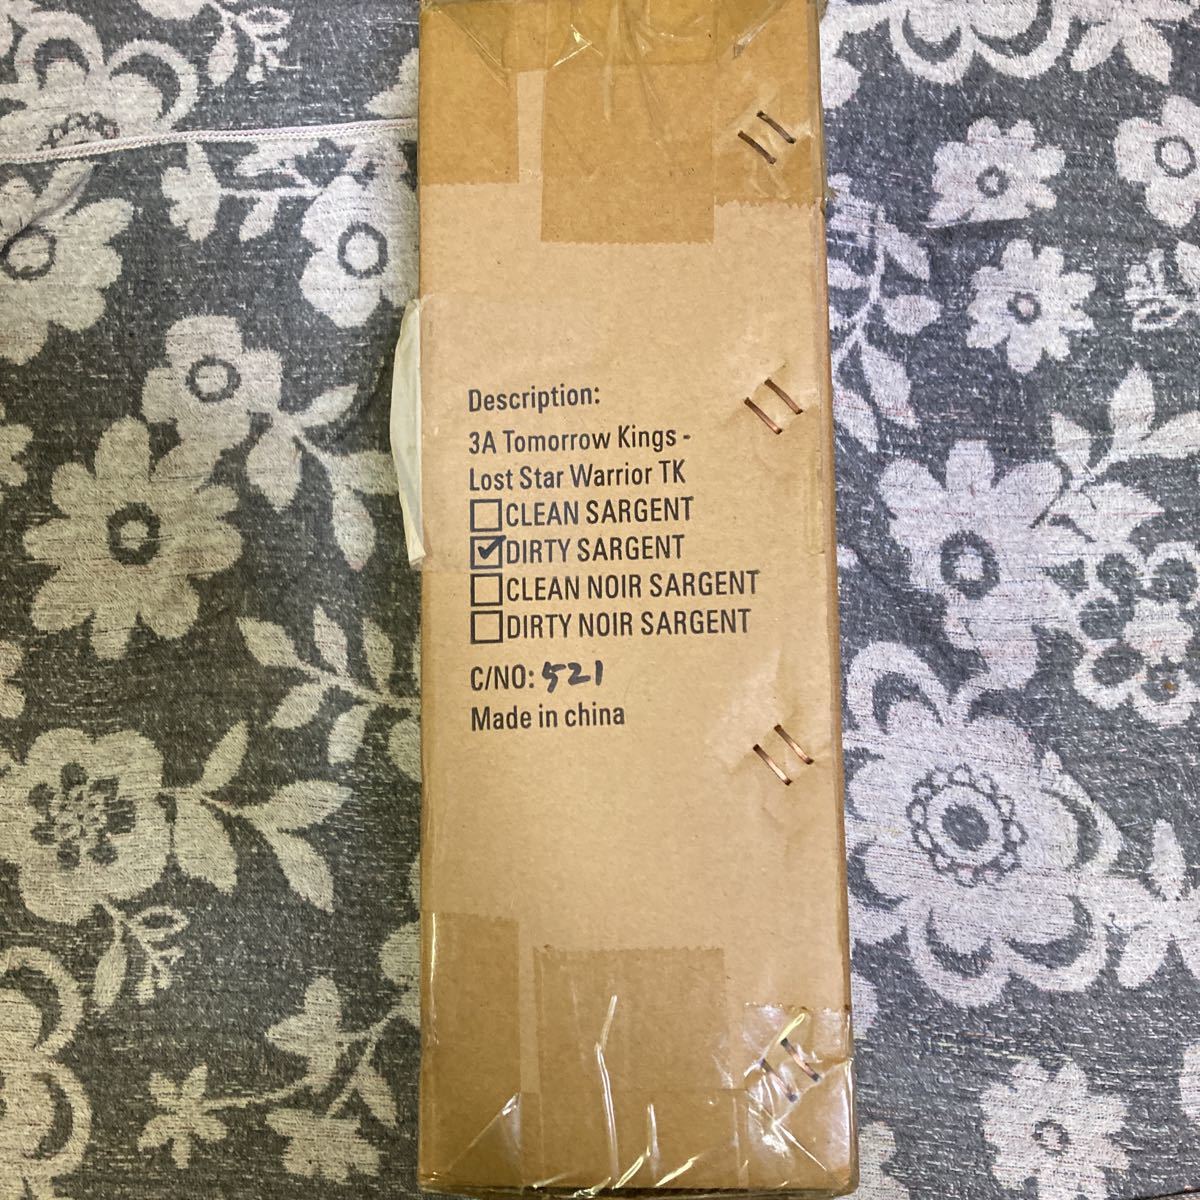 Description:
3A Tomorrow Kings -
Lost Star Warrior TK
☐CLEAN SARGENT
☑DIRTY SARGENT
☐CLEAN NOIR SARGENT
☐DIRTY NOIR SARGENT
C/NO: 521
Made in china